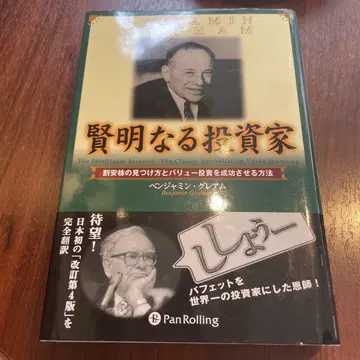 BENJAMIN
GRAHAM
賢明なる投資家
The Intelligent Investor: The Classic Bestseller on Value Investing
割安株の見つけ方とバリュー投資を成功させる方法
ベンジャミン・グレアム
Benjamin Graham
待望！
日本初の「改訂第4版」を
完全翻訳
ししょうー
バフェットを
世界一の投資家にした恩師！
Pan Rolling